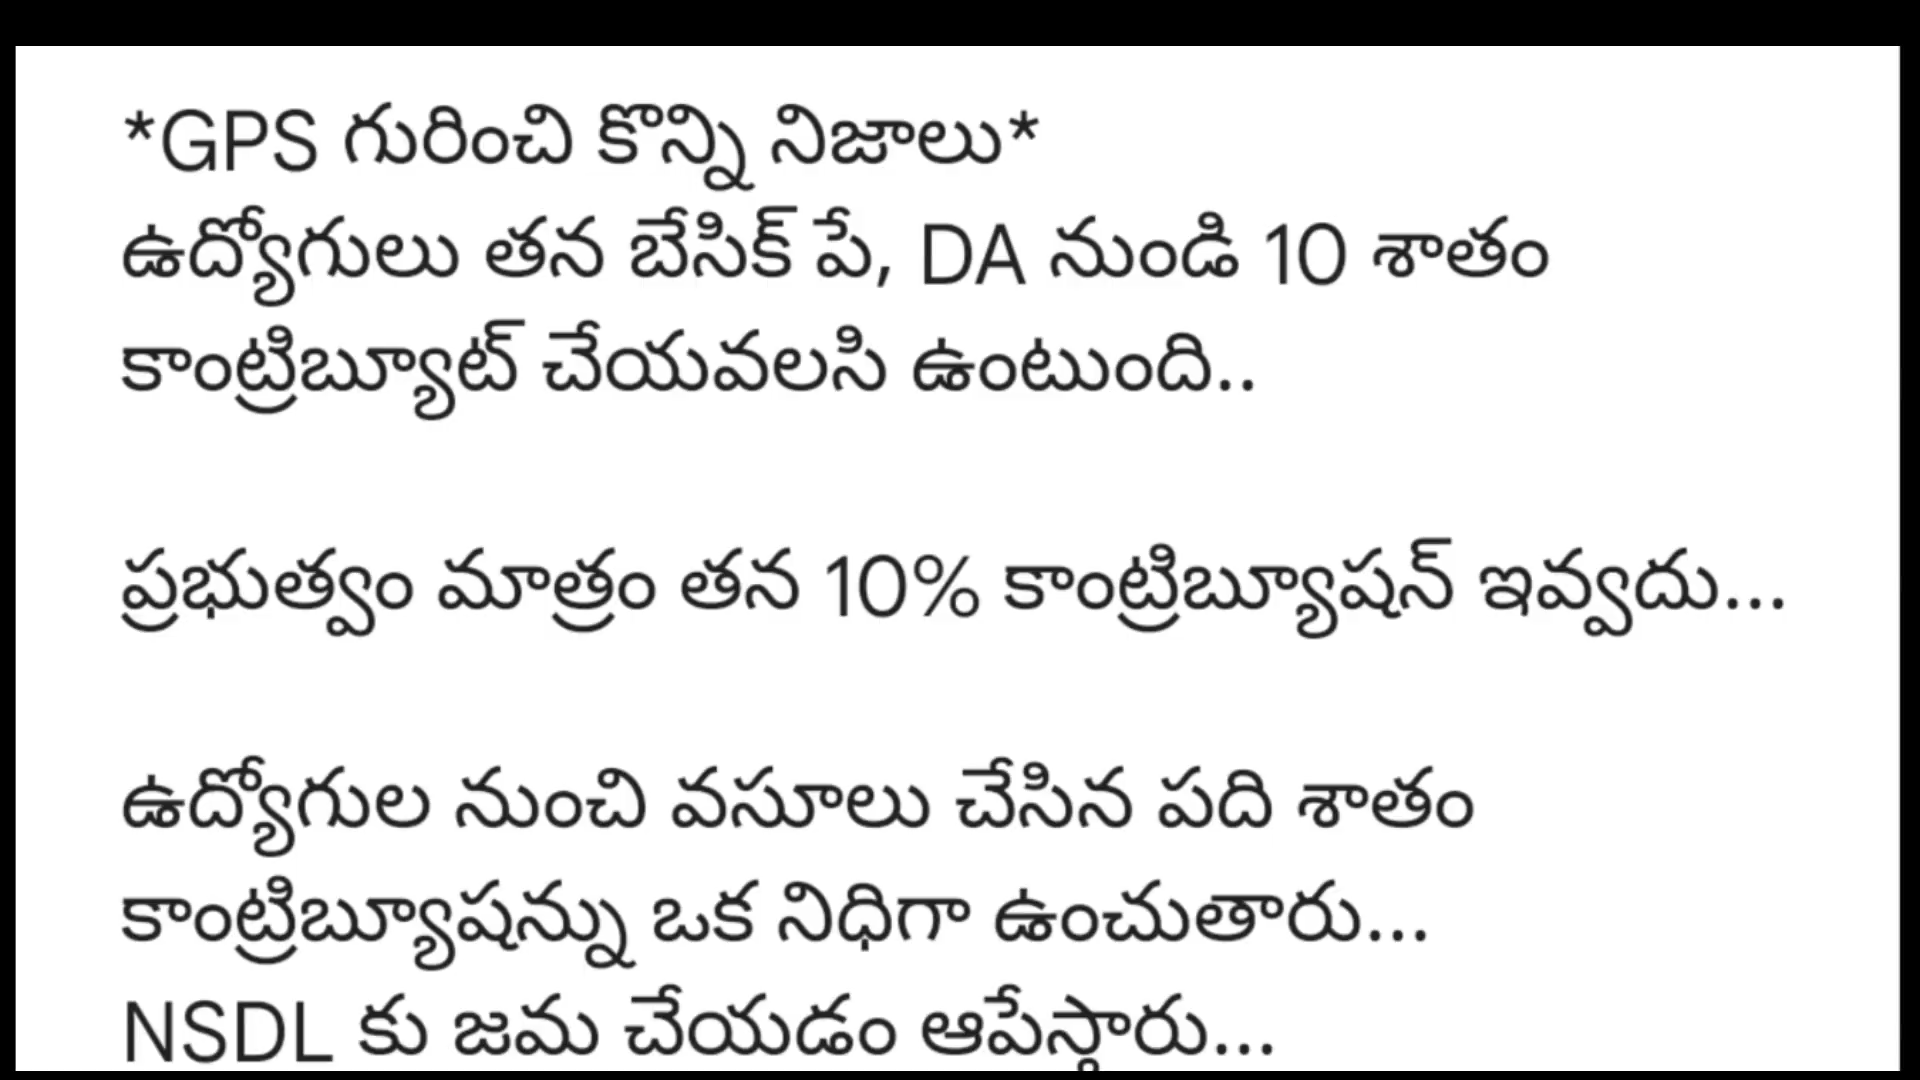 *GPS గురించి కొన్ని నిజాలు*
ఉద్యోగులు తన బేసిక్ పే, DA నుండి 10 శాతం
కాంట్రిబ్యూట్ చేయవలసి ఉంటుంది..
ప్రభుత్వం మాత్రం తన 10% కాంట్రిబ్యూషన్ ఇవ్వదు...
ఉద్యోగుల నుంచి వసూలు చేసిన పది శాతం
కాంట్రిబ్యూషన్ను ఒక నిధిగా ఉంచుతారు...
NSDL కు జమ చేయడం ఆపేస్తారు...